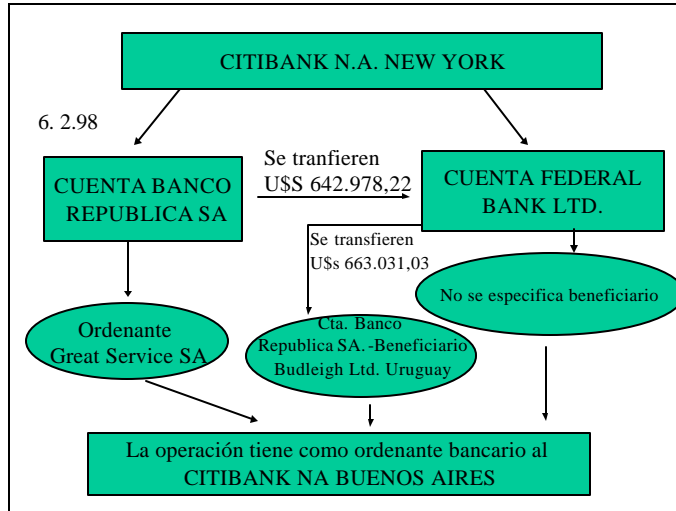 CITIBANK N.A. NEW YORK
6. 2.98
Se tranfieren
U$S 642.978,22
CUENTA BANCO
REPUBLICA SA
CUENTA FEDERAL
BANK LTD.
Se transfieren
U$s 663.031,03
No se especifica beneficiario
Ordenante
Great Service SA
Cta. Banco
Republica SA. -Beneficiario
Budleigh Ltd. Uruguay
La operación tiene como ordenante bancario al
CITIBANK NA BUENOS AIRES